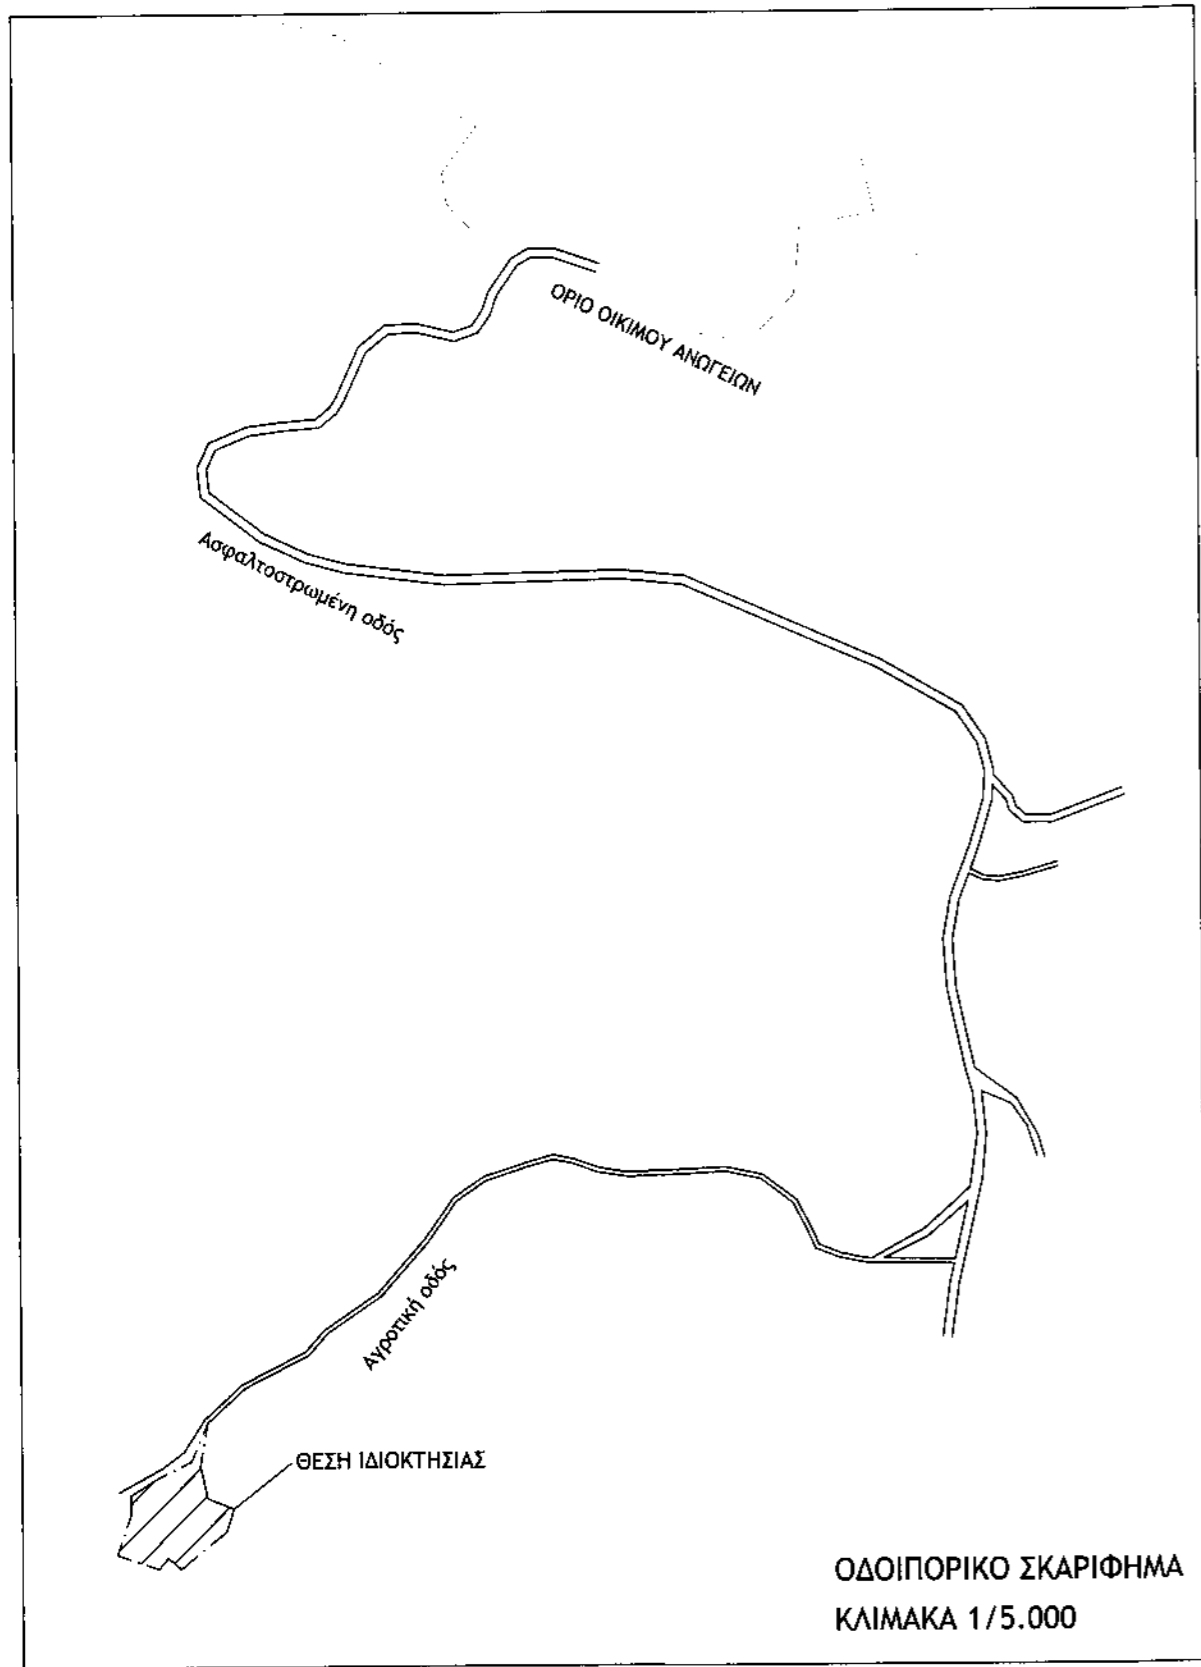 ΟΡΙΟ ΟΙΚΙΜΟΥ ΑΝΩΓΕΙΩΝ
Ασφαλτοστρωμένη οδός
Αγροτική οδός
ΘΕΣΗ ΙΔΙΟΚΤΗΣΙΑΣ
ΟΔΟΙΠΟΡΙΚΟ ΣΚΑΡΙΦΗΜΑ
ΚΛΙΜΑΚΑ 1/5.000